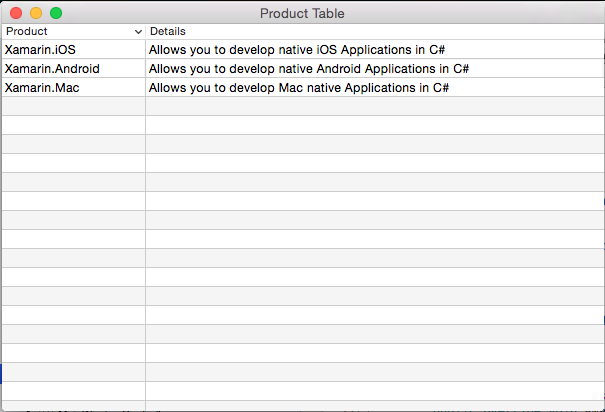 Product Table
Product Details
Xamarin.iOS Allows you to develop native iOS Applications in C#
Xamarin.Android Allows you to develop native Android Applications in C#
Xamarin.Mac Allows you to develop Mac native Applications in C#